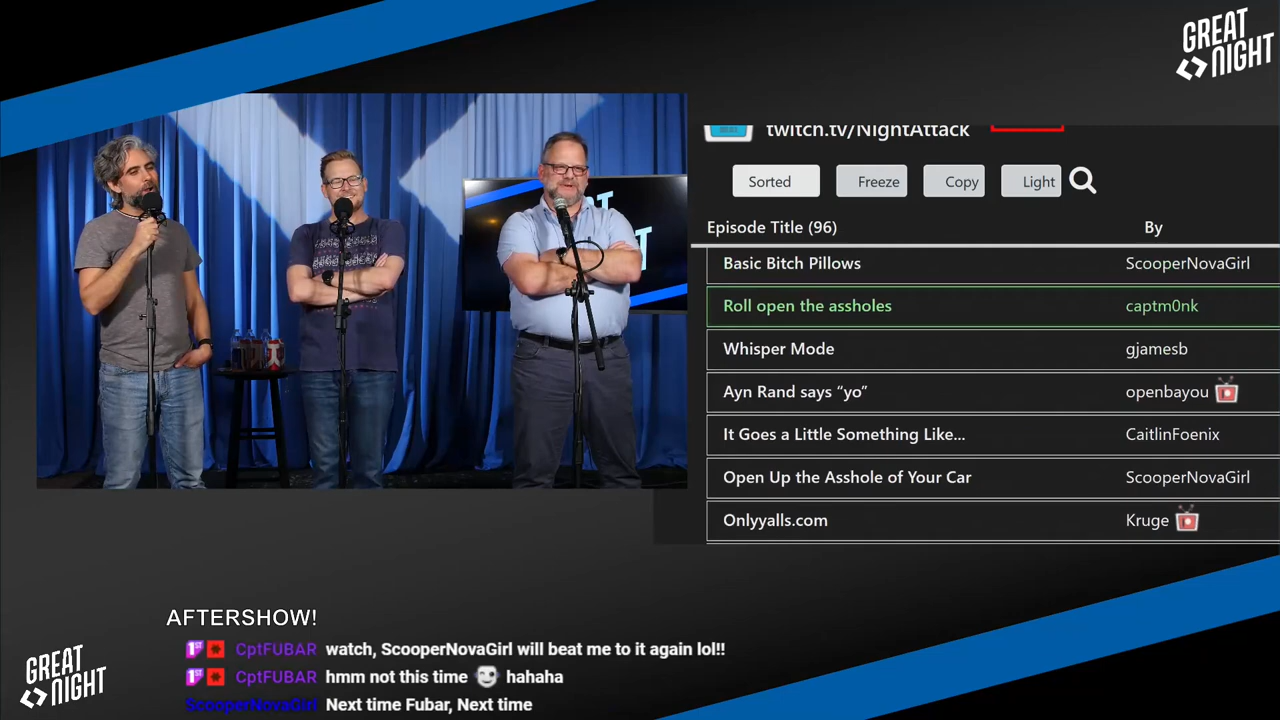 GREAT
NIGHT
twitch.tv/NightAttack
Sorted
Freeze
Copy
Light
Episode Title (96)
By
Basic Bitch Pillows
ScooperNovaGirl
Roll open the assholes
captm0nk
Whisper Mode
gjamesb
Ayn Rand says “yo”
openbayou
It Goes a Little Something Like...
CaitlinFoenix
Open Up the Asshole of Your Car
ScooperNovaGirl
Onlyyalls.com
Kruge
AFTERSHOW!
1ST CptFUBAR watch, ScooperNovaGirl will beat me to it again lol!!
1ST CptFUBAR hmm not this time hahaha
ScooperNovaGirl Next time Fubar, Next time
GREAT
NIGHT